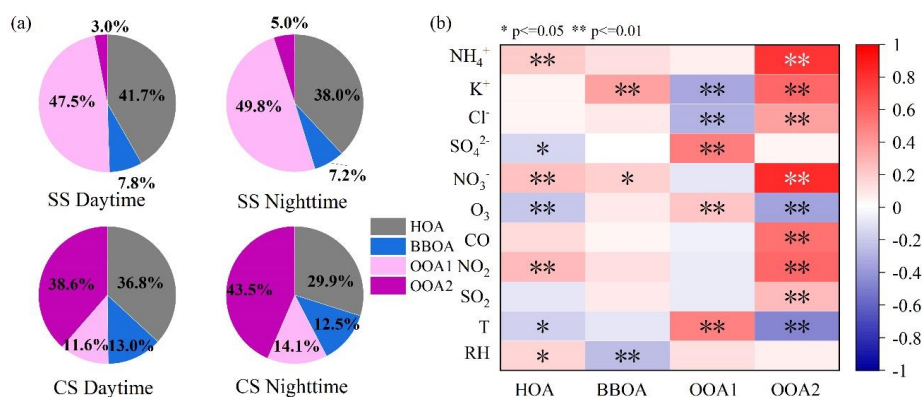 (a)
3.0%
47.5%
41.7%
7.8%
SS Daytime
5.0%
49.8%
38.0%
7.2%
SS Nighttime
HOA
BBOA
OOA1
OOA2
38.6%
36.8%
11.6%
13.0%
CS Daytime
43.5%
29.9%
12.5%
14.1%
CS Nighttime
(b)
* p<=0.05 ** p<=0.01
NH₄⁺ ** **
K⁺ ** ** **
Cl⁻ ** **
SO₄²⁻ * **
NO₃⁻ ** * **
O₃ ** ** **
CO **
NO₂ ** **
SO₂ **
T * ** **
RH * **
HOA BBOA OOA1 OOA2
1
0.8
0.6
0.4
0.2
0
-0.2
-0.4
-0.6
-0.8
-1